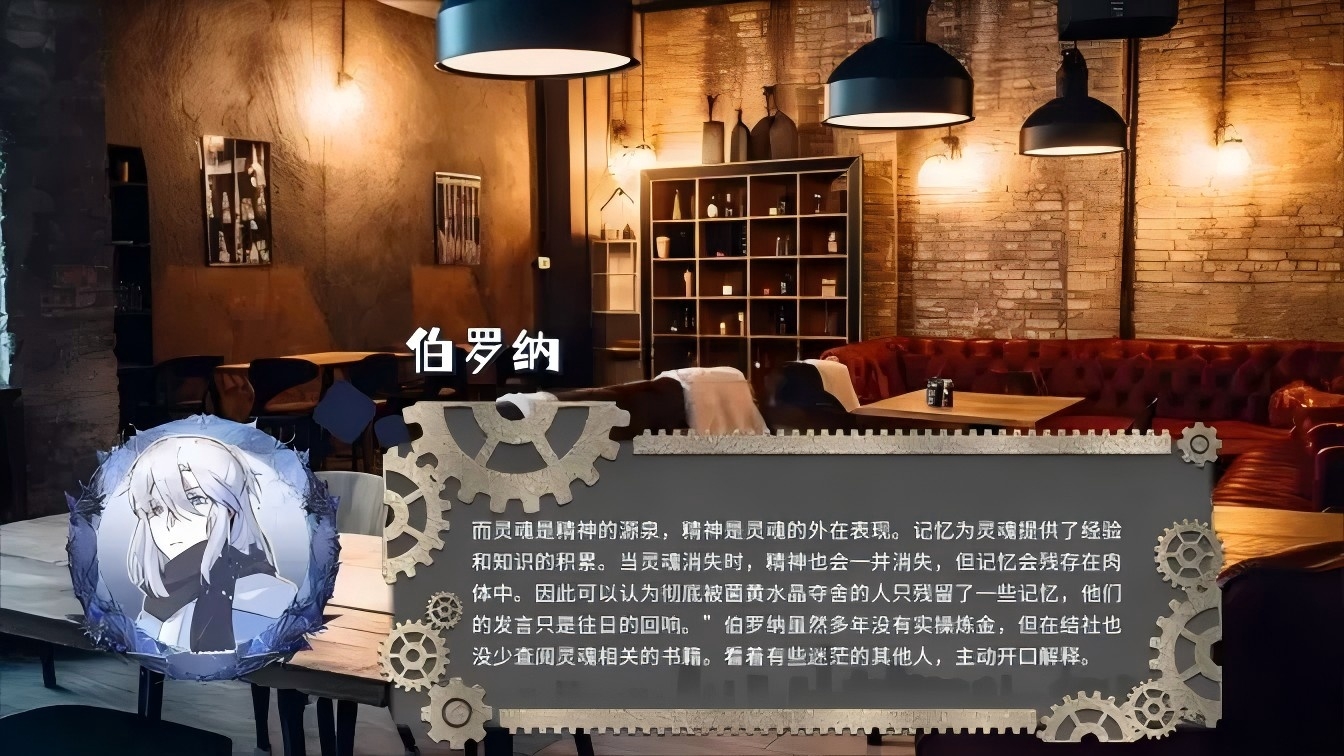 伯罗纳
而灵魂是精神的源泉，精神是灵魂的外在表现。记忆为灵魂提供了经验
和知识的积累。当灵魂消失时，精神也会一并消失，但记忆会残存在肉
体中。因此可以认为彻底被菌黄水晶夺舍的人只残留了一些记忆，他们
的发言只是往日的回响。”伯罗纳虽然多年没有实操炼金，但在结社也
没少查阅灵魂相关的书籍。看着有些迷茫的其他人，主动开口解释。